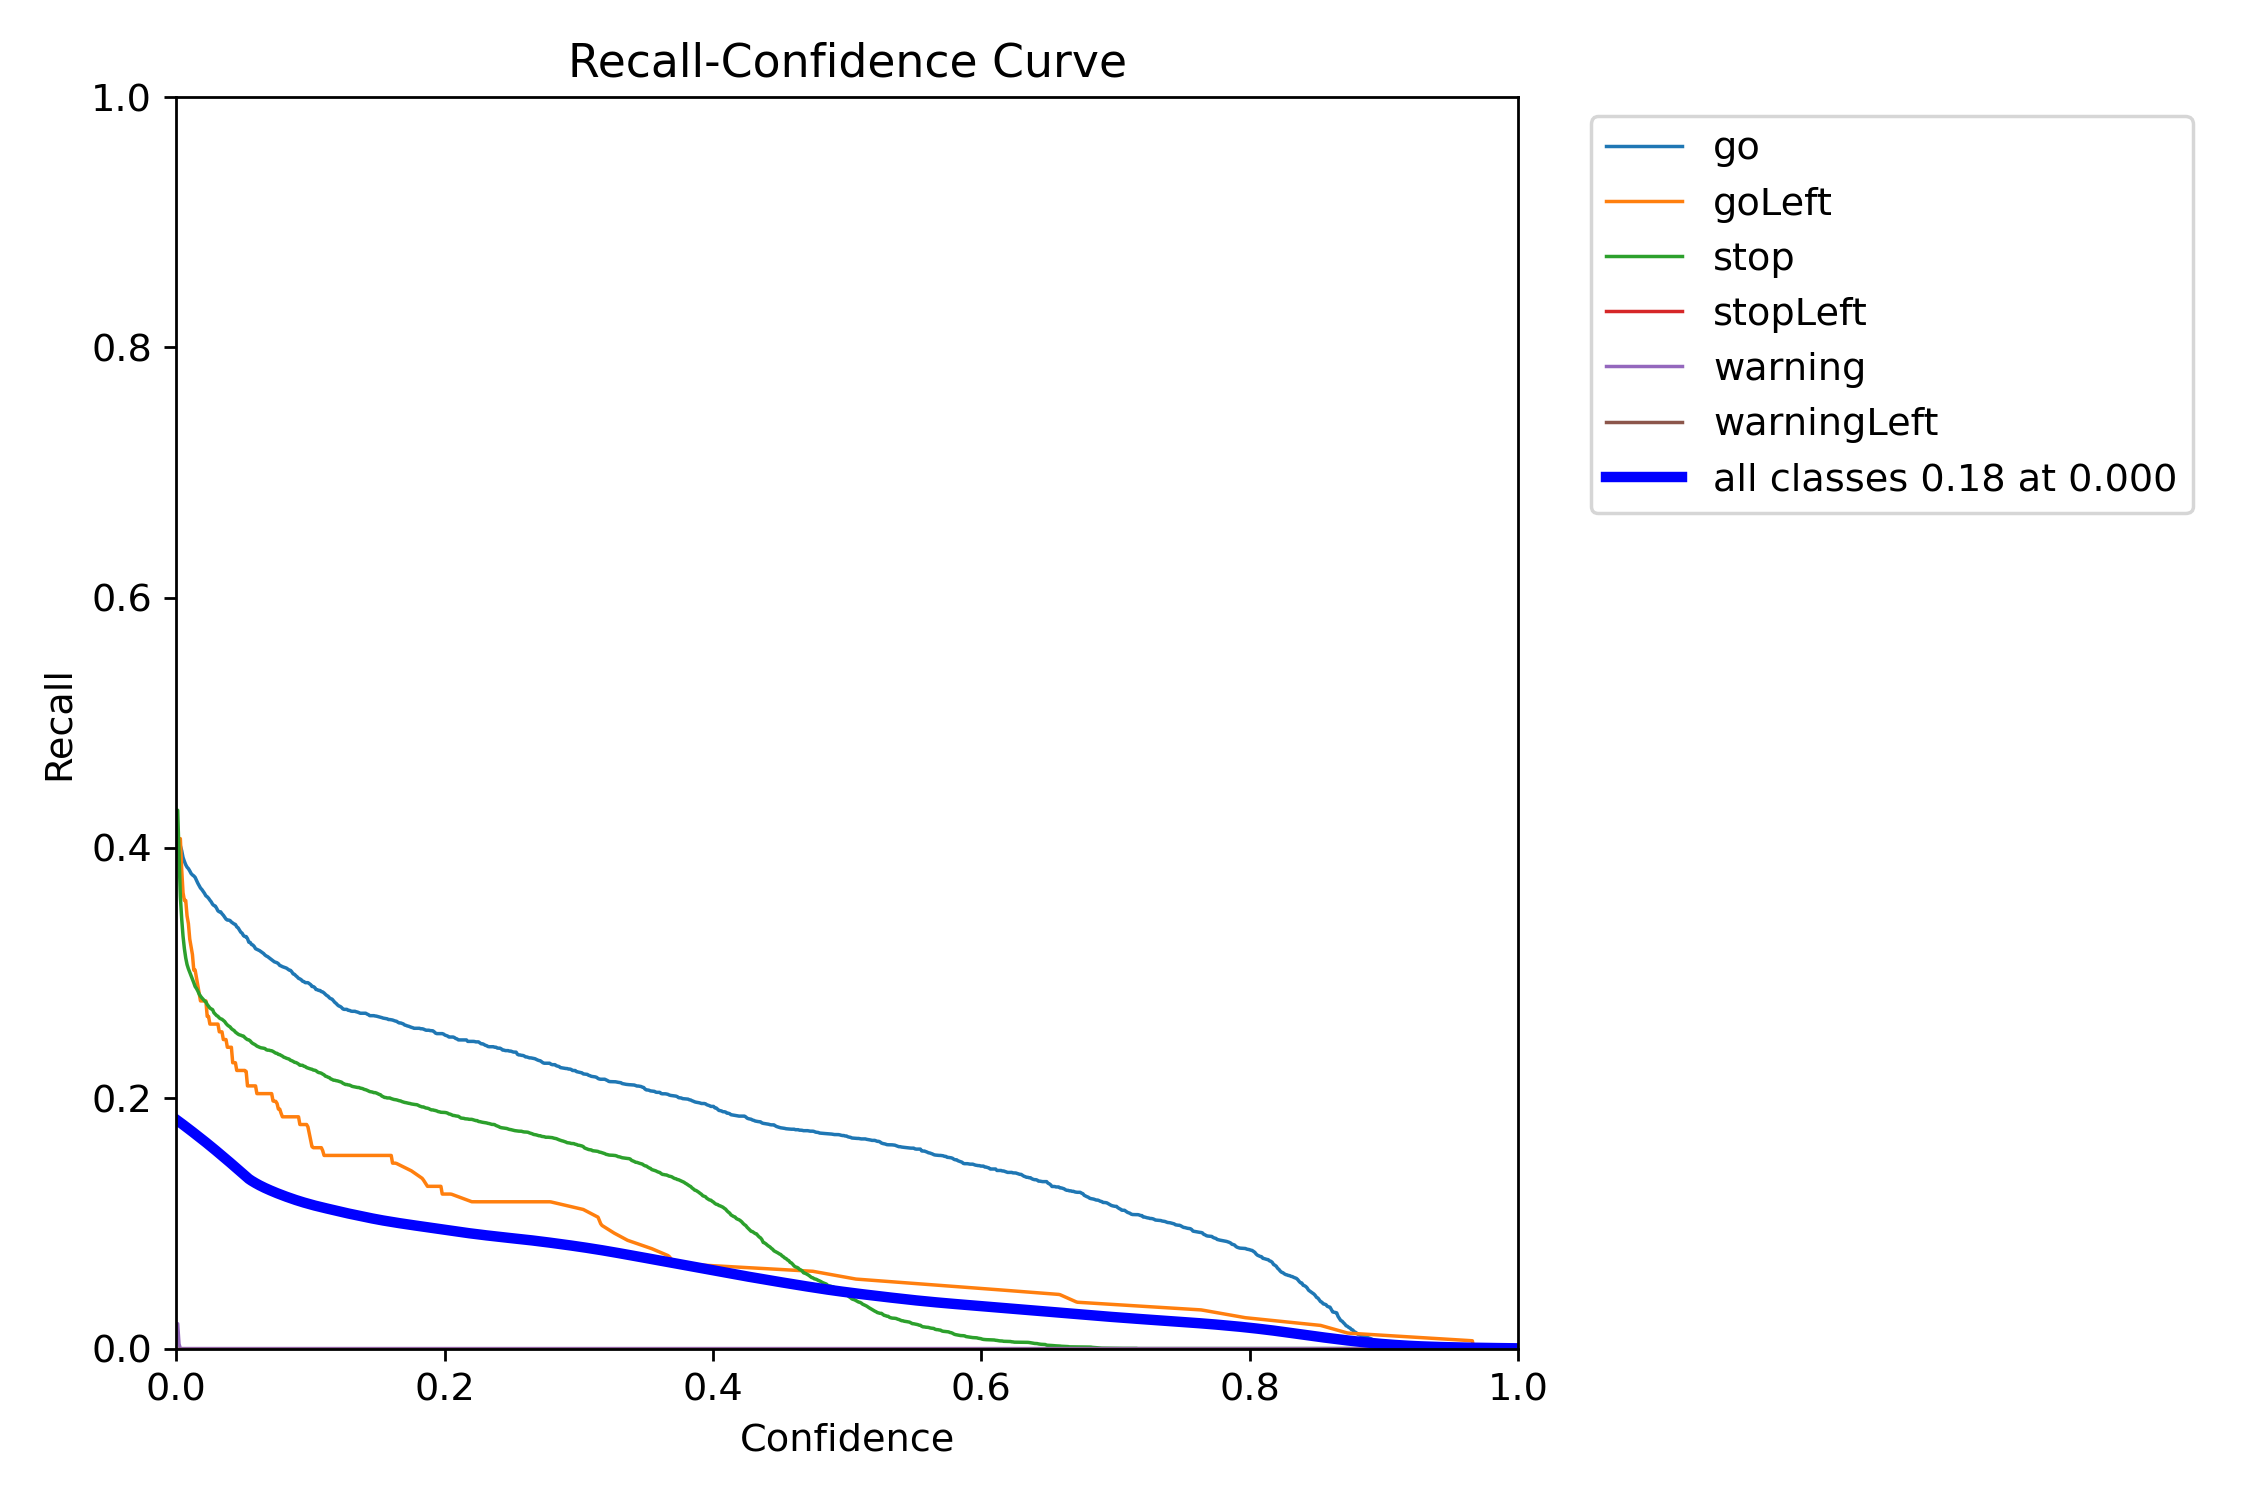 Recall-Confidence Curve
1.0
0.8
0.6
0.4
0.2
0.0
Recall
0.0 0.2 0.4 0.6 0.8 1.0
Confidence
go
goLeft
stop
stopLeft
warning
warningLeft
all classes 0.18 at 0.000